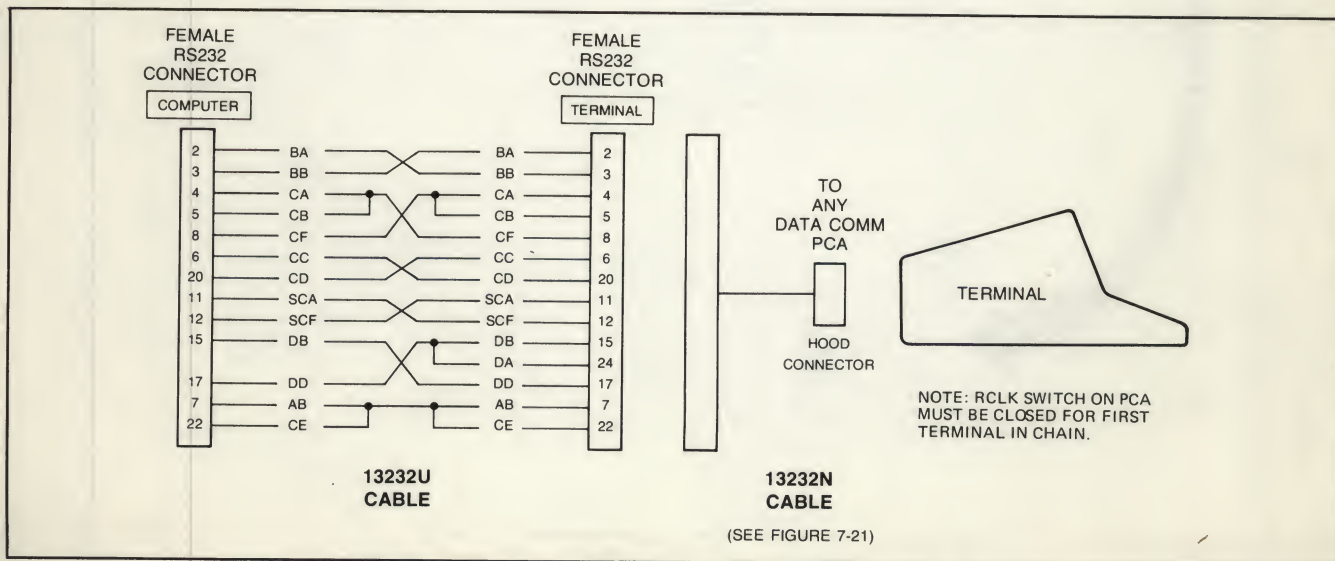 FEMALE
RS232
CONNECTOR
COMPUTER
FEMALE
RS232
CONNECTOR
TERMINAL
2 BA BA 2
3 BB BB 3
4 CA CA 4
5 CB CB 5
8 CF CF 8
6 CC CC 6
20 CD CD 20
11 SCA SCA 11
12 SCF SCF 12
15 DB DB 15
DA 24
17 DD DD 17
7 AB AB 7
22 CE CE 22
13232U
CABLE
TO
ANY
DATA COMM
PCA
HOOD
CONNECTOR
TERMINAL
NOTE: RCLK SWITCH ON PCA
MUST BE CLOSED FOR FIRST
TERMINAL IN CHAIN.
13232N
CABLE
(SEE FIGURE 7-21)